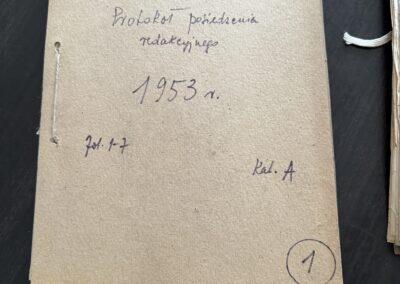 Protokół posiedzenia
redakcyjnego
1953 r.
fol. 1-7
Kat. A
1